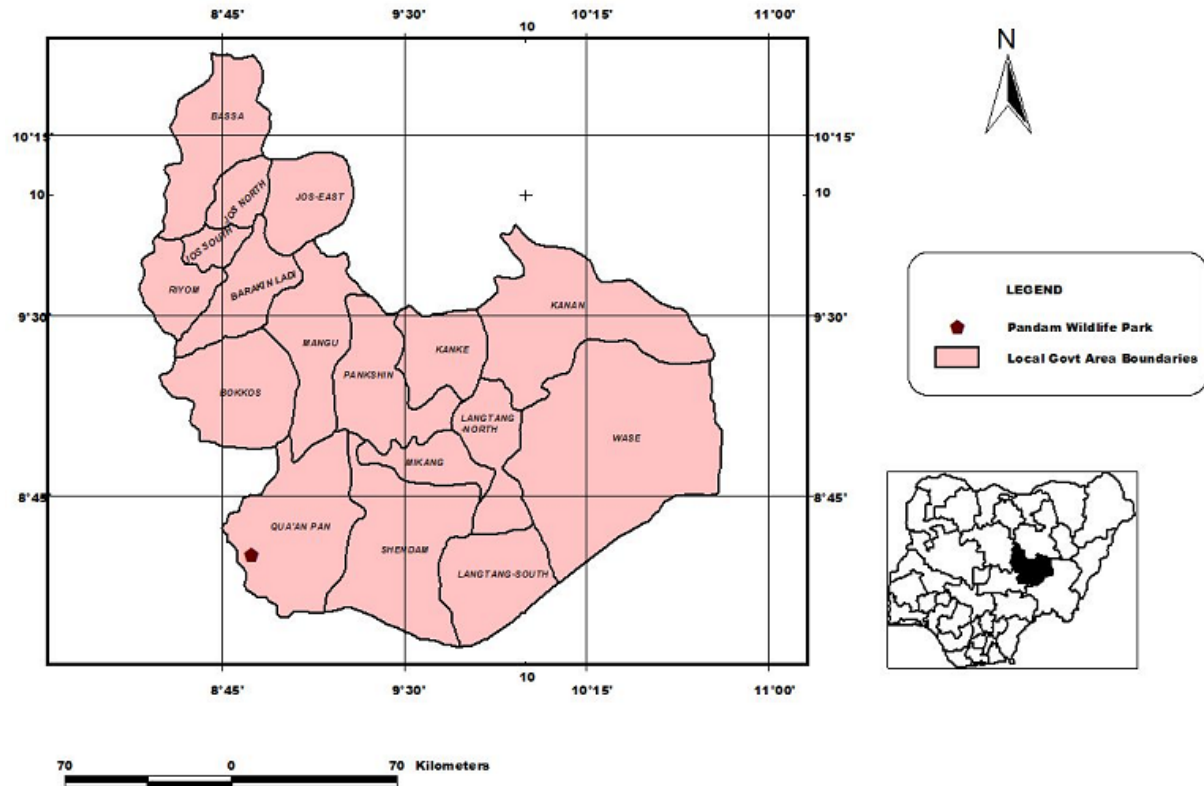 8°45' 9°30' 10°15' 11°00'
10
N
BASSA
10°15' 10°15'
JOS NORTH
JOS-EAST
10 10
JOS SOUTH
RIYOM
BARAKIN LADI
KANAN
LEGEND
9°30' 9°30'
Pandam Wildlife Park
MANGU
KANKE
Local Govt Area Boundaries
PANKSHIN
BOKKOS
LANGTANG
-NORTH
WASE
MIKANG
8°45' 8°45'
QUA'AN PAN
SHENDAM
LANGTANG-SOUTH
10
8°45' 9°30' 10°15' 11°00'
70 0 70 Kilometers